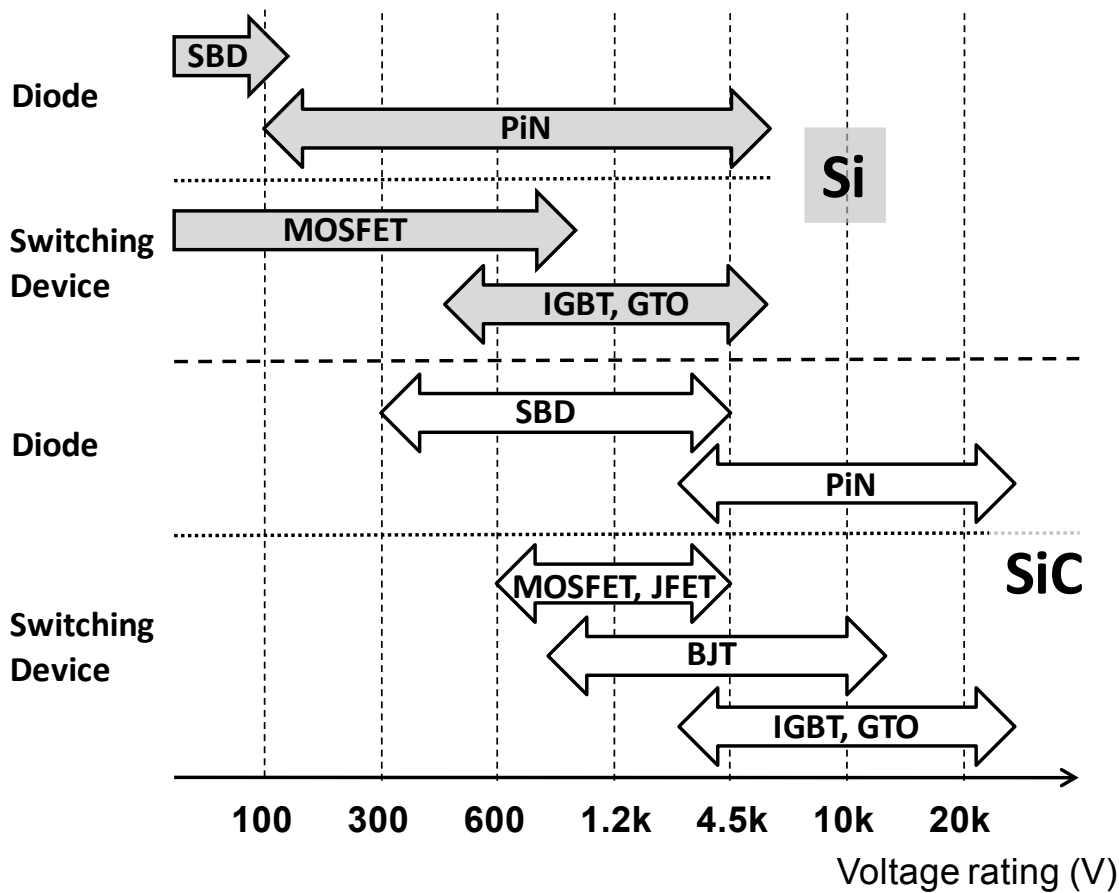 SBD
Diode
PiN
Si
MOSFET
Switching
Device
IGBT, GTO
SBD
Diode
PiN
MOSFET, JFET
SiC
Switching
Device
BJT
IGBT, GTO
100 300 600 1.2k 4.5k 10k 20k
Voltage rating (V)